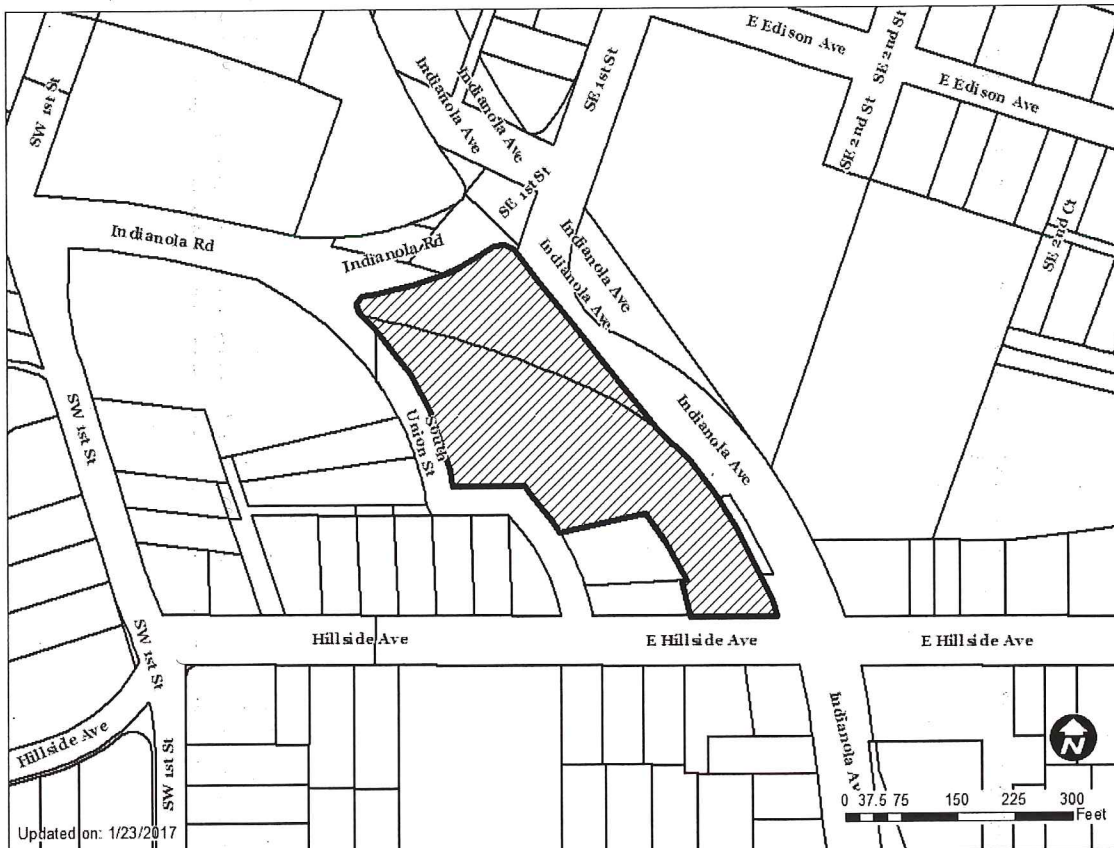 E Edison Ave
SE 2nd St
E Edison Ave
SE 2nd St
SE 1st St
Indianola Ave
Indianola Ave
SW 1st St
SE 1st St
SE 2nd Ct
Indianola Rd
Indianola Rd
Indianola Ave
Indianola Ave
Indianola Ave
SW 1st St
South
Union St
Hillside Ave
E Hillside Ave
E Hillside Ave
SW 1st St
Hillside Ave
SW 1st St
Indianola Av
N
0 37.5 75 150 225 300
Feet
Updated on: 1/23/2017